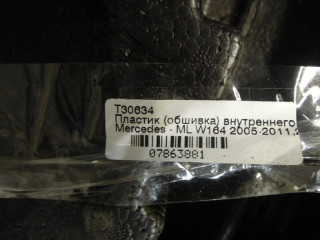 T30634
Пластик (обшивка) внутреннего
Mercedes - ML W164 2005-2011,
07863881